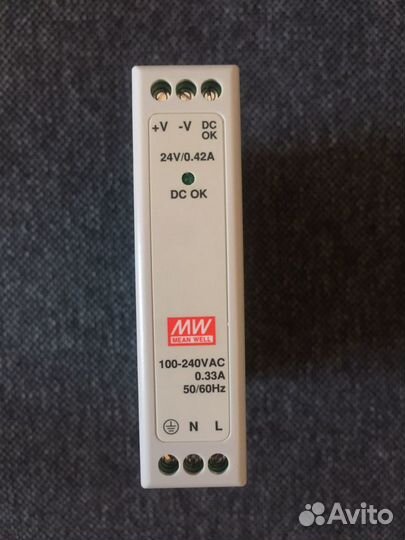 +V -V DC
OK
24V/0.42A
DC OK
MW
MEAN WELL
100-240VAC
0.33A
50/60Hz
N L
Avito